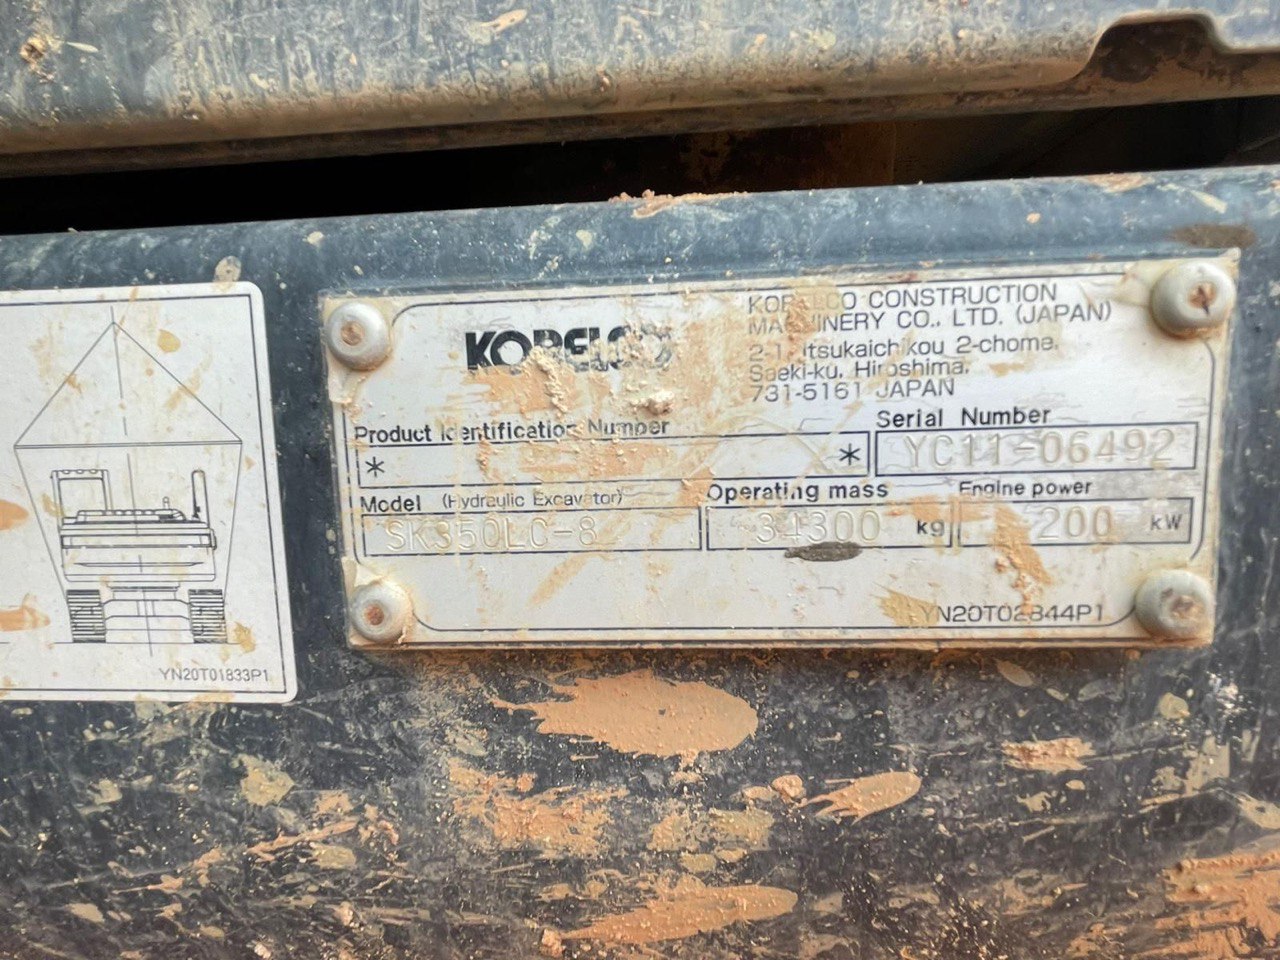 KOBELCO
KOBELCO CONSTRUCTION
MACHINERY CO., LTD. (JAPAN)
2-1, Itsukaichikou 2-chome,
Saeki-ku, Hiroshima,
731-5161 JAPAN
Product Identification Number
* *
Serial Number
YC11-06492
Model (Hydraulic Excavator)
SK350LC-8
Operating mass
34300 kg
Engine power
200 kW
YN20T02844P1
YN20T01833P1